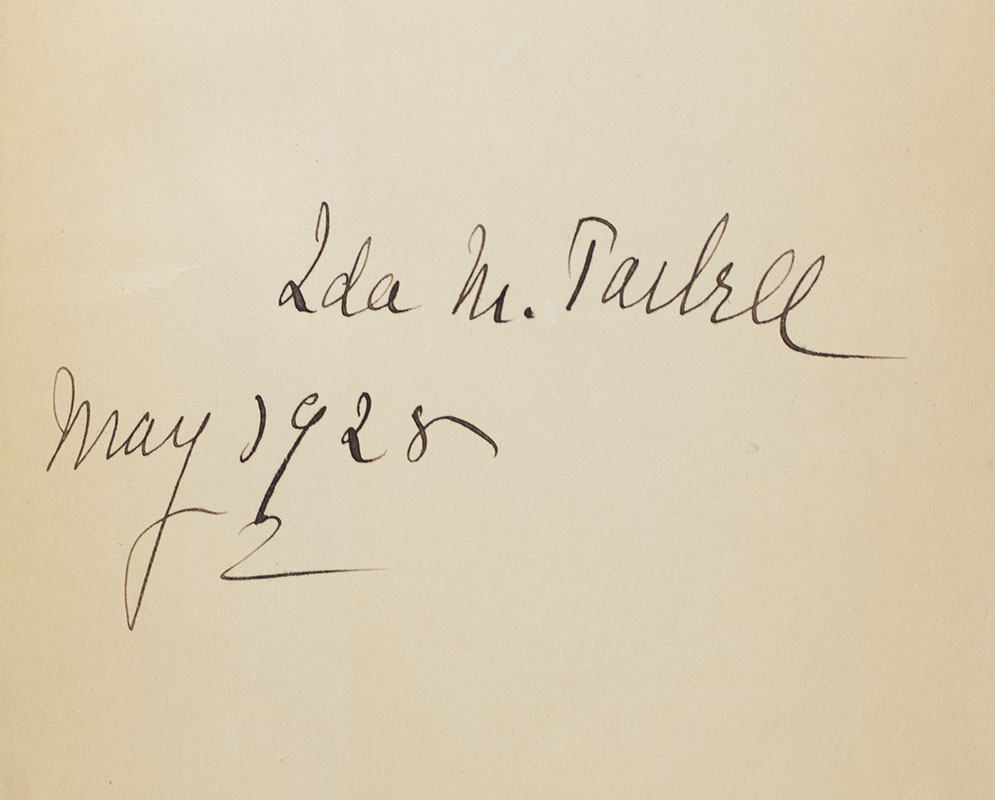 Ida M. Tarbell
May 1928